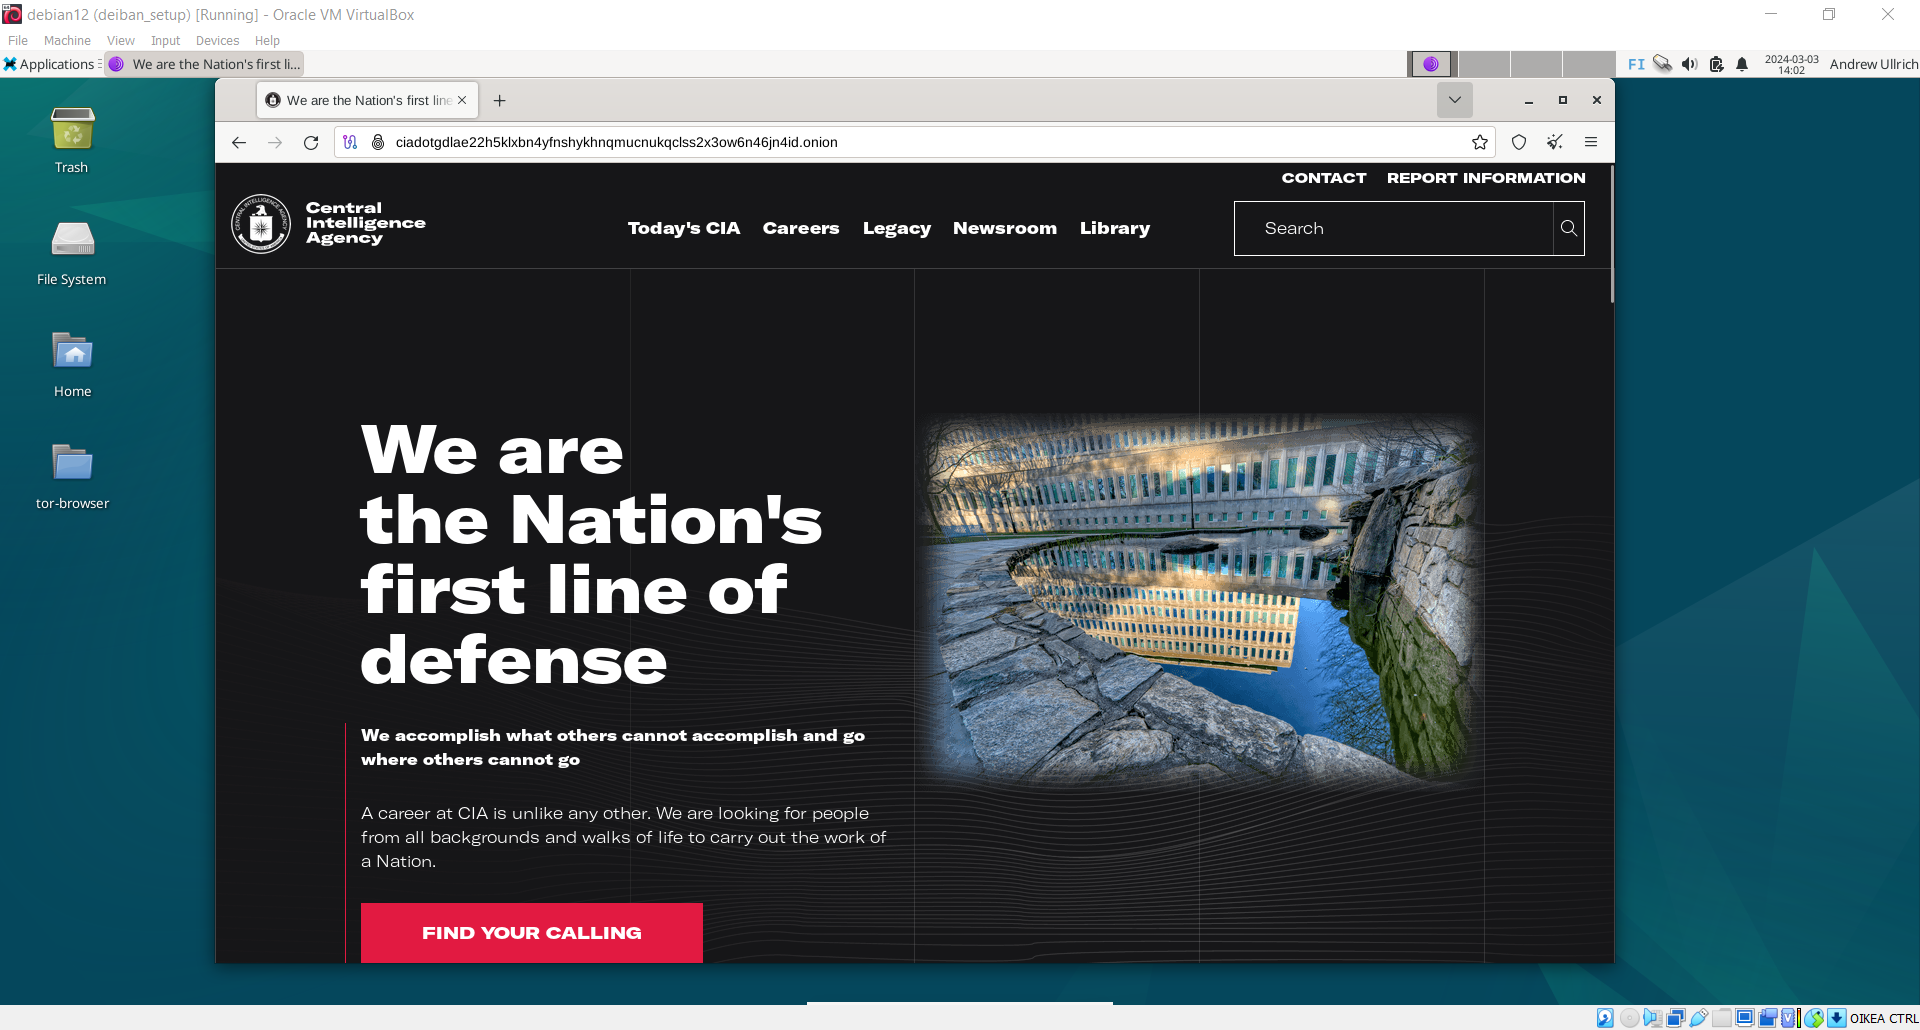 debian12 (deiban_setup) [Running] - Oracle VM VirtualBox
File Machine View Input Devices Help
Applications
We are the Nation's first li...
FI
2024-03-03
14:02
Andrew Ullrich
Trash
File System
Home
tor-browser
We are the Nation's first line
ciadotgdlae22h5klxbn4yfnshykhnqmucnukqclss2x3ow6n46jn4id.onion
CONTACT REPORT INFORMATION
Central
Intelligence
Agency
Today's CIA Careers Legacy Newsroom Library
Search
We are
the Nation's
first line of
defense
We accomplish what others cannot accomplish and go
where others cannot go
A career at CIA is unlike any other. We are looking for people
from all backgrounds and walks of life to carry out the work of
a Nation.
FIND YOUR CALLING
OIKEA CTRL